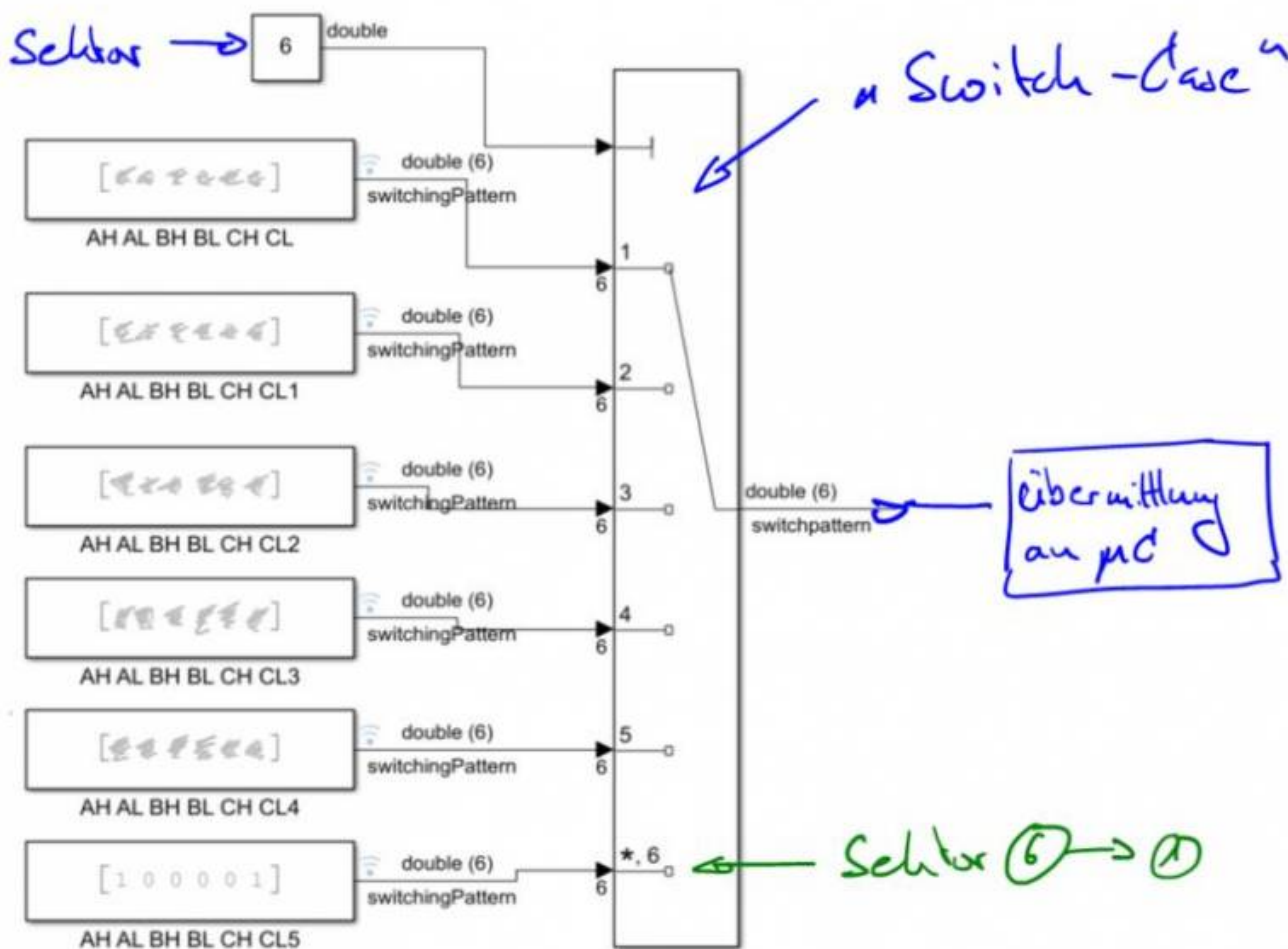 Sektor
6
double
„Switch-Case“
double (6)
switchingPattern
AH AL BH BL CH CL
1
6
double (6)
switchingPattern
AH AL BH BL CH CL1
2
6
double (6)
switchingPattern
AH AL BH BL CH CL2
3
6
double (6)
switchpattern
übermittlung
an µC
double (6)
switchingPattern
AH AL BH BL CH CL3
4
6
double (6)
switchingPattern
AH AL BH BL CH CL4
5
6
[1 0 0 0 0 1]
double (6)
switchingPattern
AH AL BH BL CH CL5
*, 6
6
Sektor 6 → 1